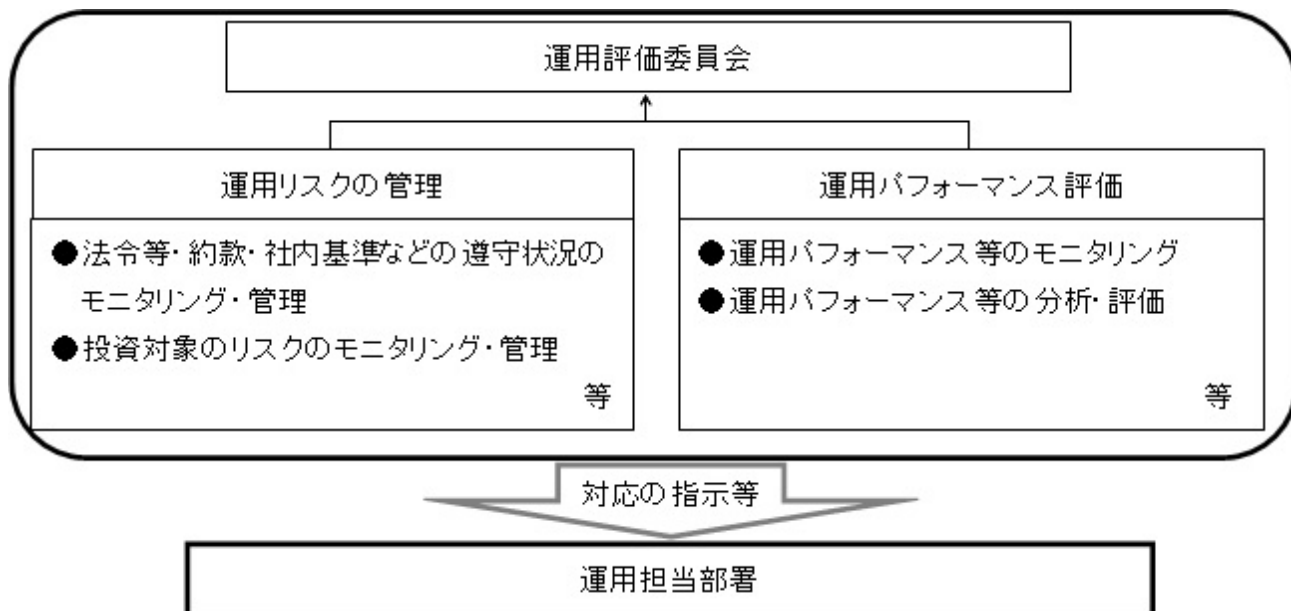 運用評価委員会
運用リスクの管理
●法令等・約款・社内基準などの遵守状況の
モニタリング・管理
●投資対象のリスクのモニタリング・管理
等
運用パフォーマンス評価
●運用パフォーマンス等のモニタリング
●運用パフォーマンス等の分析・評価
等
対応の指示等
運用担当部署